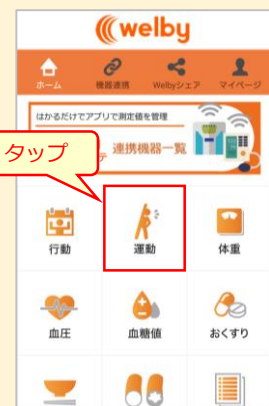 welby
ホーム 機器連携 Welbyシェア マイページ
はかるだけでアプリで測定値を管理
連携機器一覧
タップ
行動 運動 体重
血圧 血糖値 おくすり